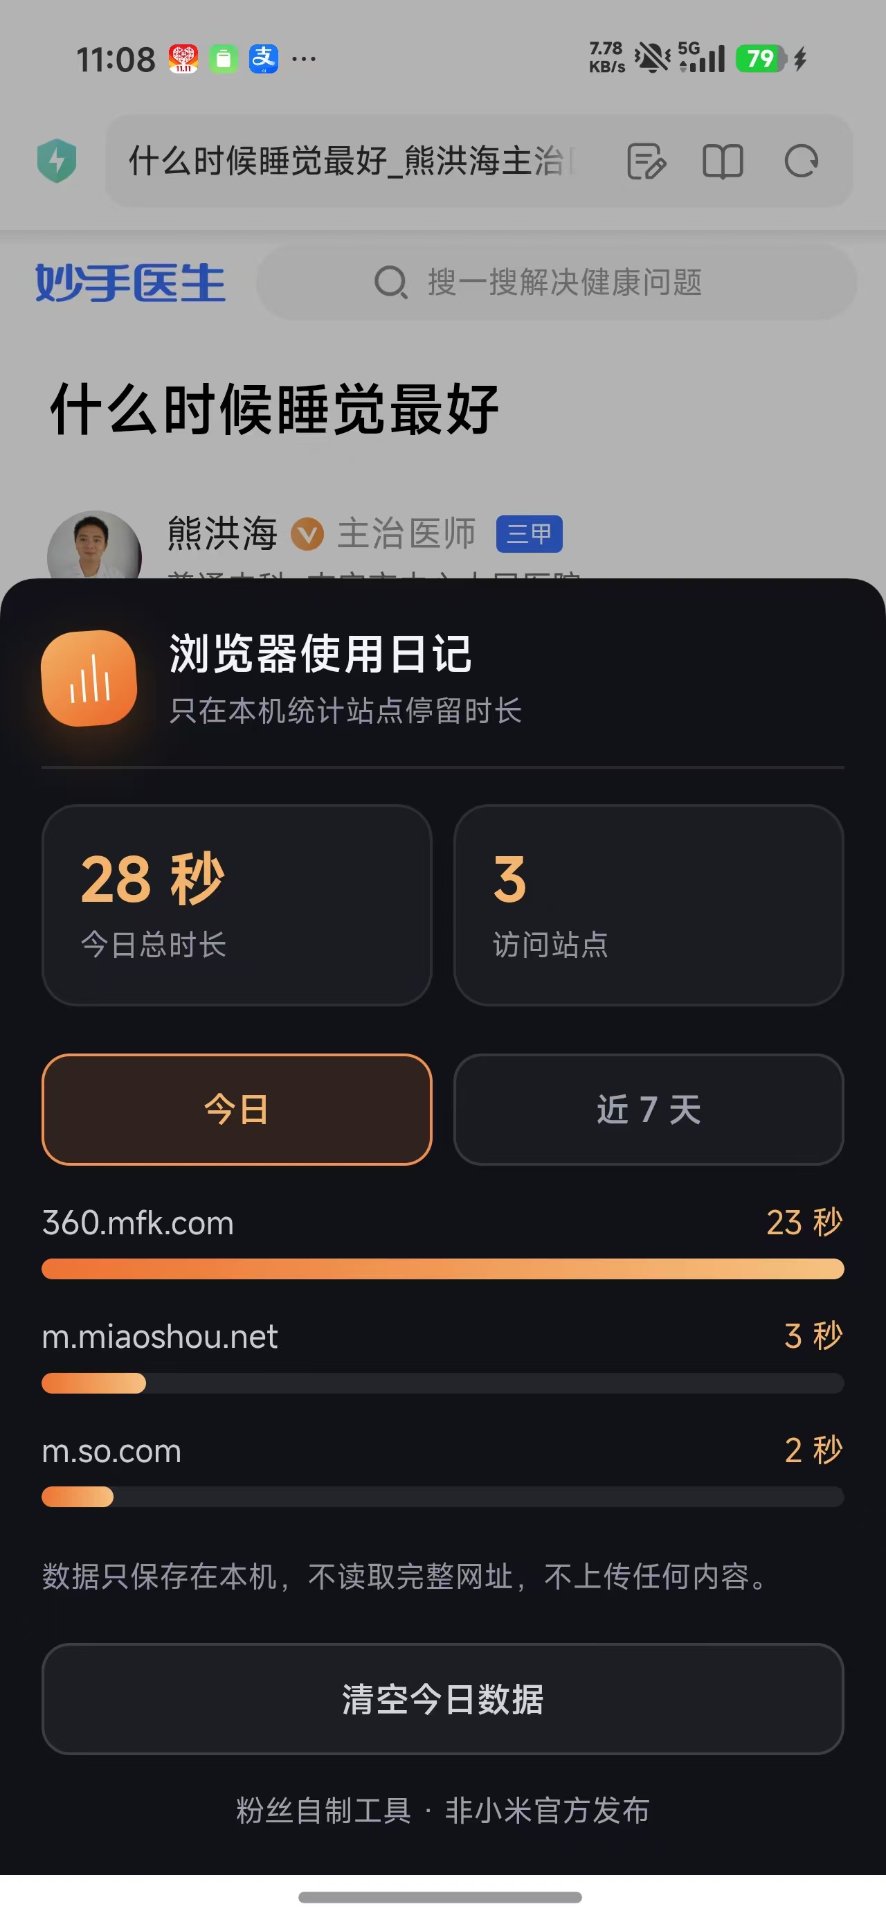 11:08
7.78 KB/s 5G 79
什么时候睡觉最好_熊洪海主治
妙手医生
搜一搜解决健康问题
什么时候睡觉最好
熊洪海 主治医师 三甲
浏览器使用日记
只在本机统计站点停留时长
28 秒
今日总时长
3
访问站点
今日
近 7 天
360.mfk.com 23 秒
m.miaoshou.net 3 秒
m.so.com 2 秒
数据只保存在本机，不读取完整网址，不上传任何内容。
清空今日数据
粉丝自制工具 · 非小米官方发布